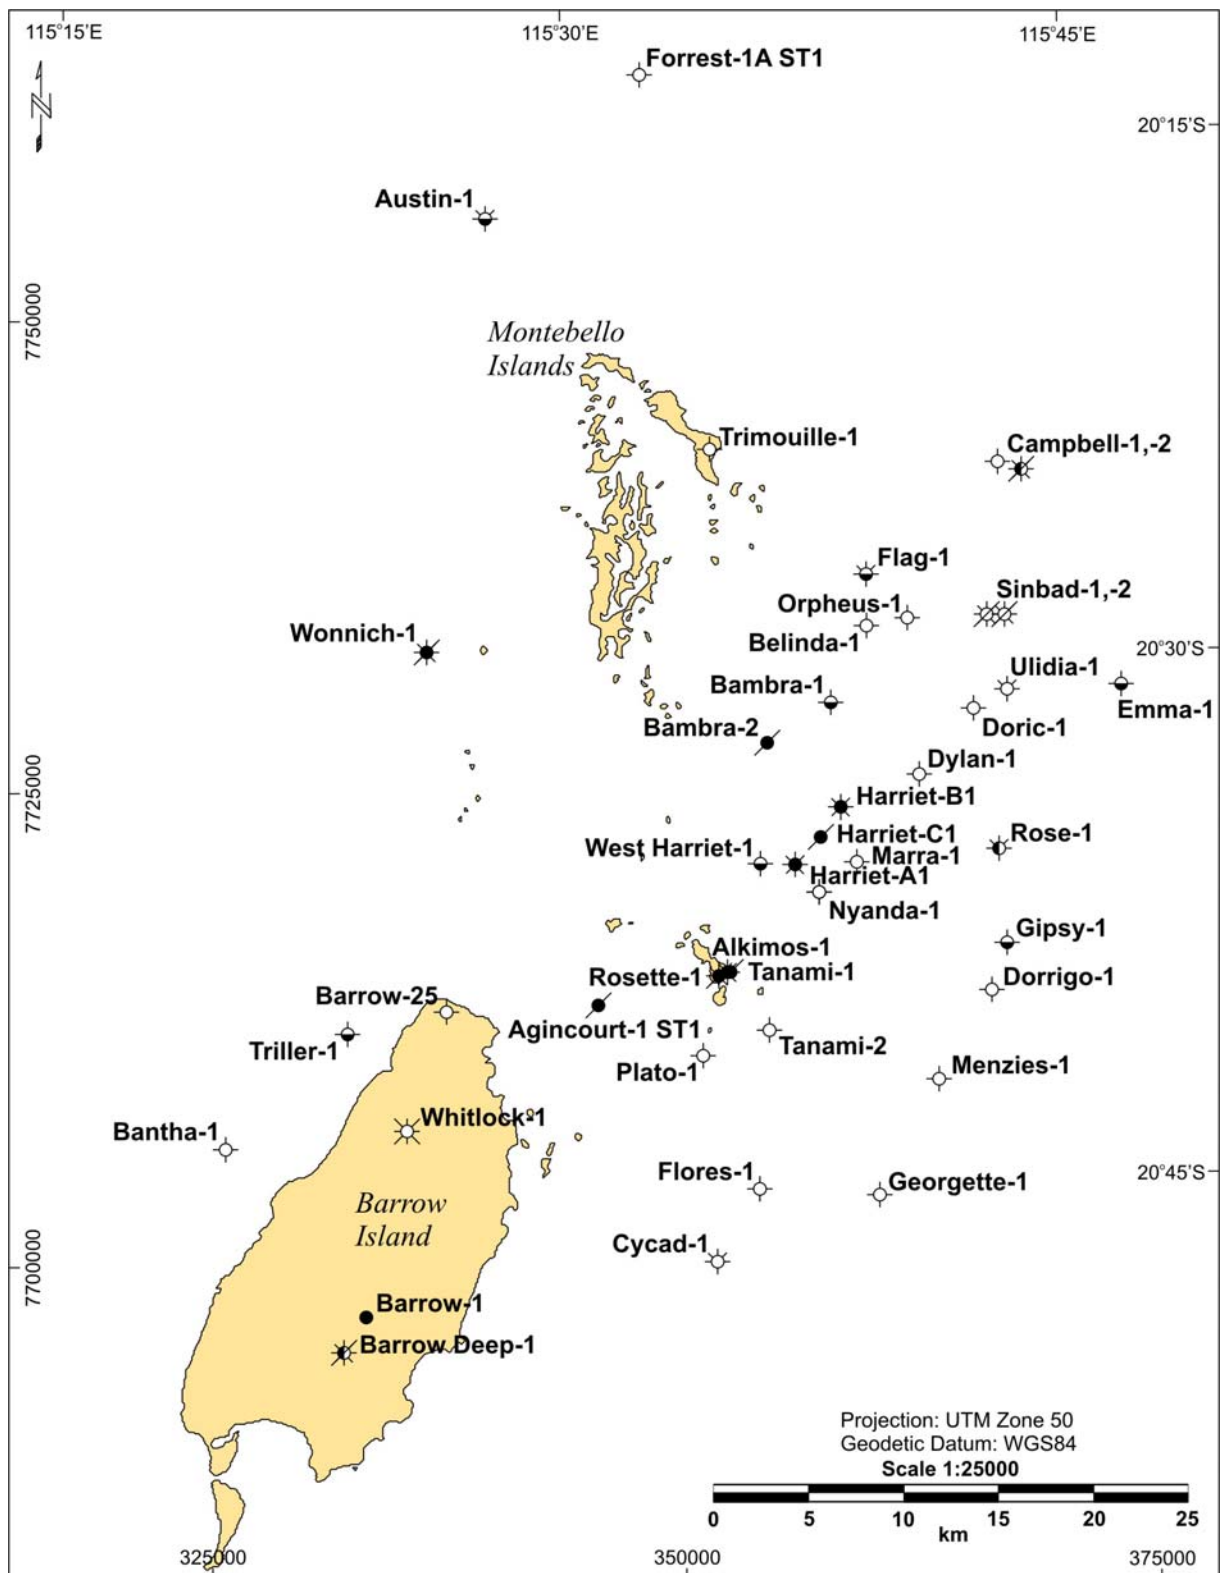 115°15'E
115°30'E
115°45'E
Forrest-1A ST1
N
20°15'S
Austin-1
7750000
Montebello
Islands
Trimouille-1
Campbell-1,-2
Flag-1
Sinbad-1,-2
Orpheus-1
Belinda-1
Wonnich-1
20°30'S
Ulidia-1
Bambra-1
Emma-1
Bambra-2
Doric-1
Dylan-1
7725000
Harriet-B1
Harriet-C1
Rose-1
West Harriet-1
Marra-1
Harriet-A1
Nyanda-1
Gipsy-1
Alkimos-1
Rosette-1
Tanami-1
Dorrigo-1
Barrow-25
Agincourt-1 ST1
Triller-1
Tanami-2
Plato-1
Menzies-1
Whitlock-1
Bantha-1
Flores-1
20°45'S
Georgette-1
Barrow
Island
Cycad-1
7700000
Barrow-1
Barrow Deep-1
Projection: UTM Zone 50
Geodetic Datum: WGS84
Scale 1:25000
0 5 10 15 20 25
km
325000
350000
375000